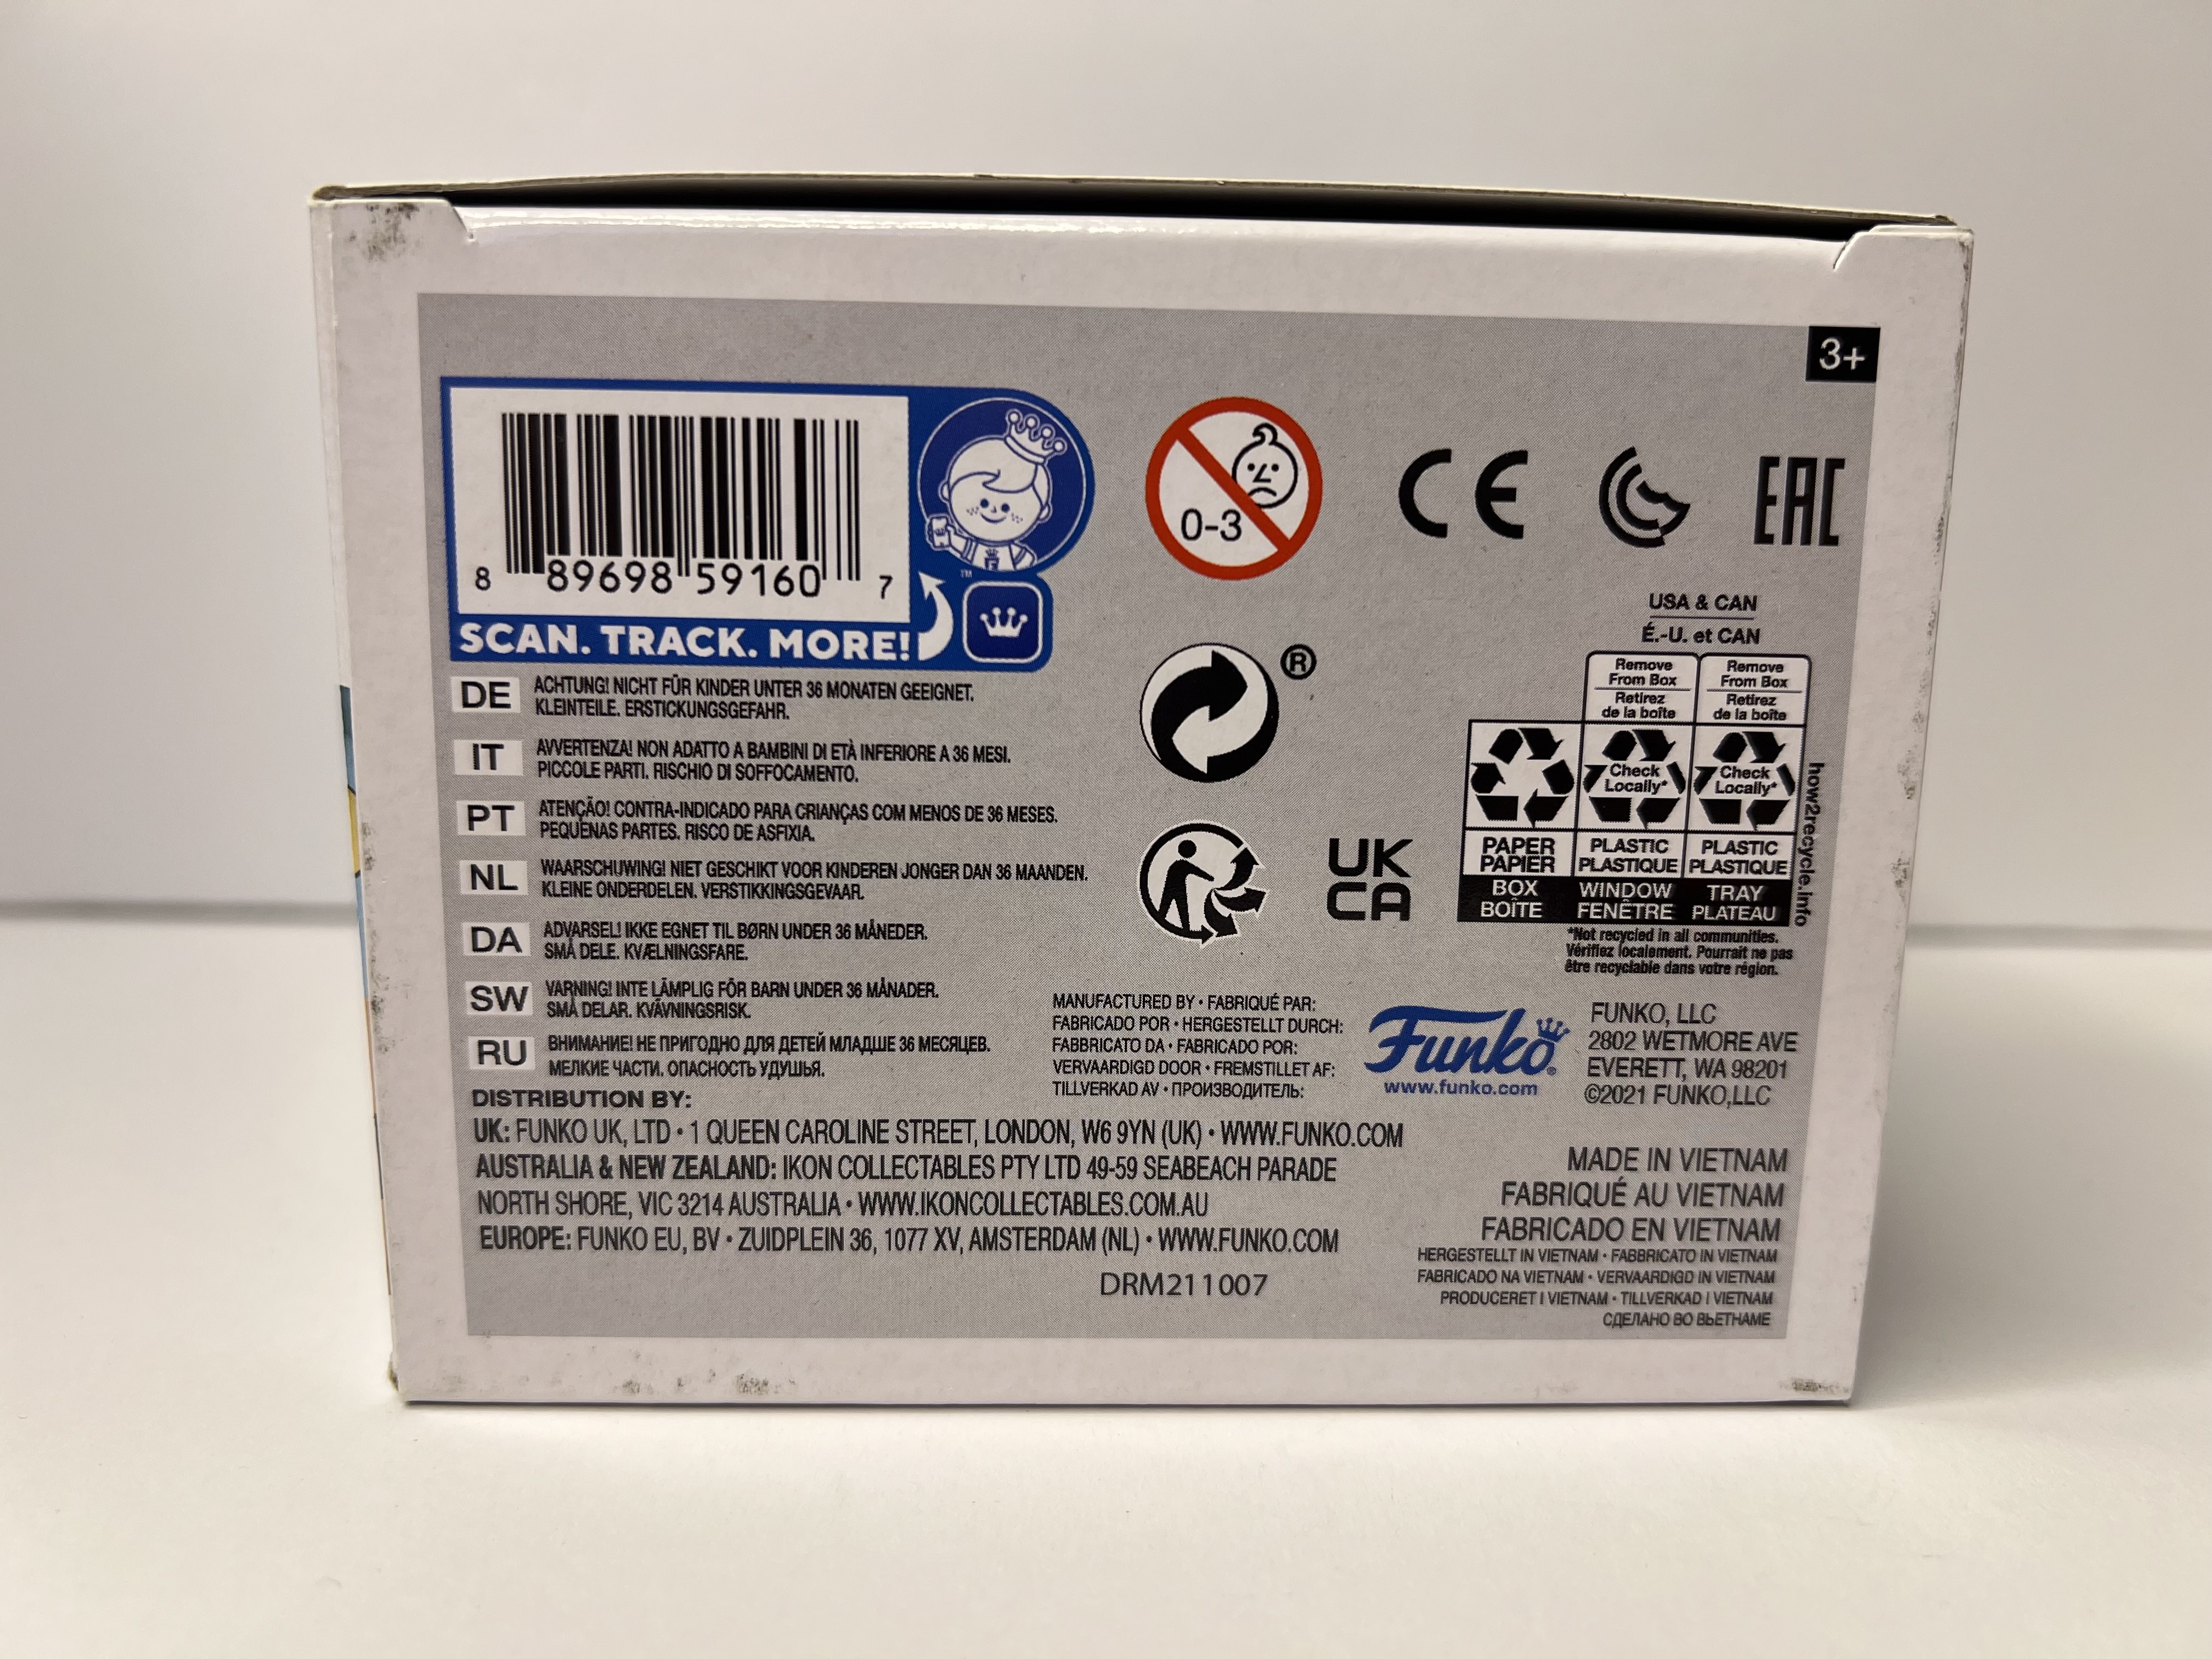 3+
8 89698 59160 7
™
SCAN. TRACK. MORE!
0-3
CE
EAC
®
UK
CA
USA & CAN
É.-U. et CAN
Remove
From Box
Retirez
de la boîte
Remove
From Box
Retirez
de la boîte
Check
Locally*
Check
Locally*
PAPER
PAPIER
PLASTIC
PLASTIQUE
PLASTIC
PLASTIQUE
BOX
BOÎTE
WINDOW
FENÊTRE
TRAY
PLATEAU
how2recycle.info
*Not recycled in all communities.
Vérifiez localement. Pourrait ne pas
être recyclable dans votre région.
DE ACHTUNG! NICHT FÜR KINDER UNTER 36 MONATEN GEEIGNET.
KLEINTEILE. ERSTICKUNGSGEFAHR.
IT AVVERTENZA! NON ADATTO A BAMBINI DI ETÀ INFERIORE A 36 MESI.
PICCOLE PARTI. RISCHIO DI SOFFOCAMENTO.
PT ATENÇÃO! CONTRA-INDICADO PARA CRIANÇAS COM MENOS DE 36 MESES.
PEQUENAS PARTES. RISCO DE ASFIXIA.
NL WAARSCHUWING! NIET GESCHIKT VOOR KINDEREN JONGER DAN 36 MAANDEN.
KLEINE ONDERDELEN. VERSTIKKINGSGEVAAR.
DA ADVARSEL! IKKE EGNET TIL BØRN UNDER 36 MÅNEDER.
SMÅ DELE. KVÆLNINGSFARE.
SW VARNING! INTE LÄMPLIG FÖR BARN UNDER 36 MÅNADER.
SMÅ DELAR. KVÄVNINGSRISK.
RU ВНИМАНИЕ! НЕ ПРИГОДНО ДЛЯ ДЕТЕЙ МЛАДШЕ 36 МЕСЯЦЕВ.
МЕЛКИЕ ЧАСТИ. ОПАСНОСТЬ УДУШЬЯ.
MANUFACTURED BY • FABRIQUÉ PAR:
FABRICADO POR • HERGESTELLT DURCH:
FABBRICATO DA • FABRICADO POR:
VERVAARDIGD DOOR • FREMSTILLET AF:
TILLVERKAD AV • ПРОИЗВОДИТЕЛЬ:
Funko®
www.funko.com
FUNKO, LLC
2802 WETMORE AVE
EVERETT, WA 98201
©2021 FUNKO,LLC
DISTRIBUTION BY:
UK: FUNKO UK, LTD • 1 QUEEN CAROLINE STREET, LONDON, W6 9YN (UK) • WWW.FUNKO.COM
AUSTRALIA & NEW ZEALAND: IKON COLLECTABLES PTY LTD 49-59 SEABEACH PARADE
NORTH SHORE, VIC 3214 AUSTRALIA • WWW.IKONCOLLECTABLES.COM.AU
EUROPE: FUNKO EU, BV • ZUIDPLEIN 36, 1077 XV, AMSTERDAM (NL) • WWW.FUNKO.COM
DRM211007
MADE IN VIETNAM
FABRIQUÉ AU VIETNAM
FABRICADO EN VIETNAM
HERGESTELLT IN VIETNAM • FABBRICATO IN VIETNAM
FABRICADO NA VIETNAM • VERVAARDIGD IN VIETNAM
PRODUCERET I VIETNAM • TILLVERKAD I VIETNAM
СДЕЛАНО ВО ВЬЕТНАМЕ